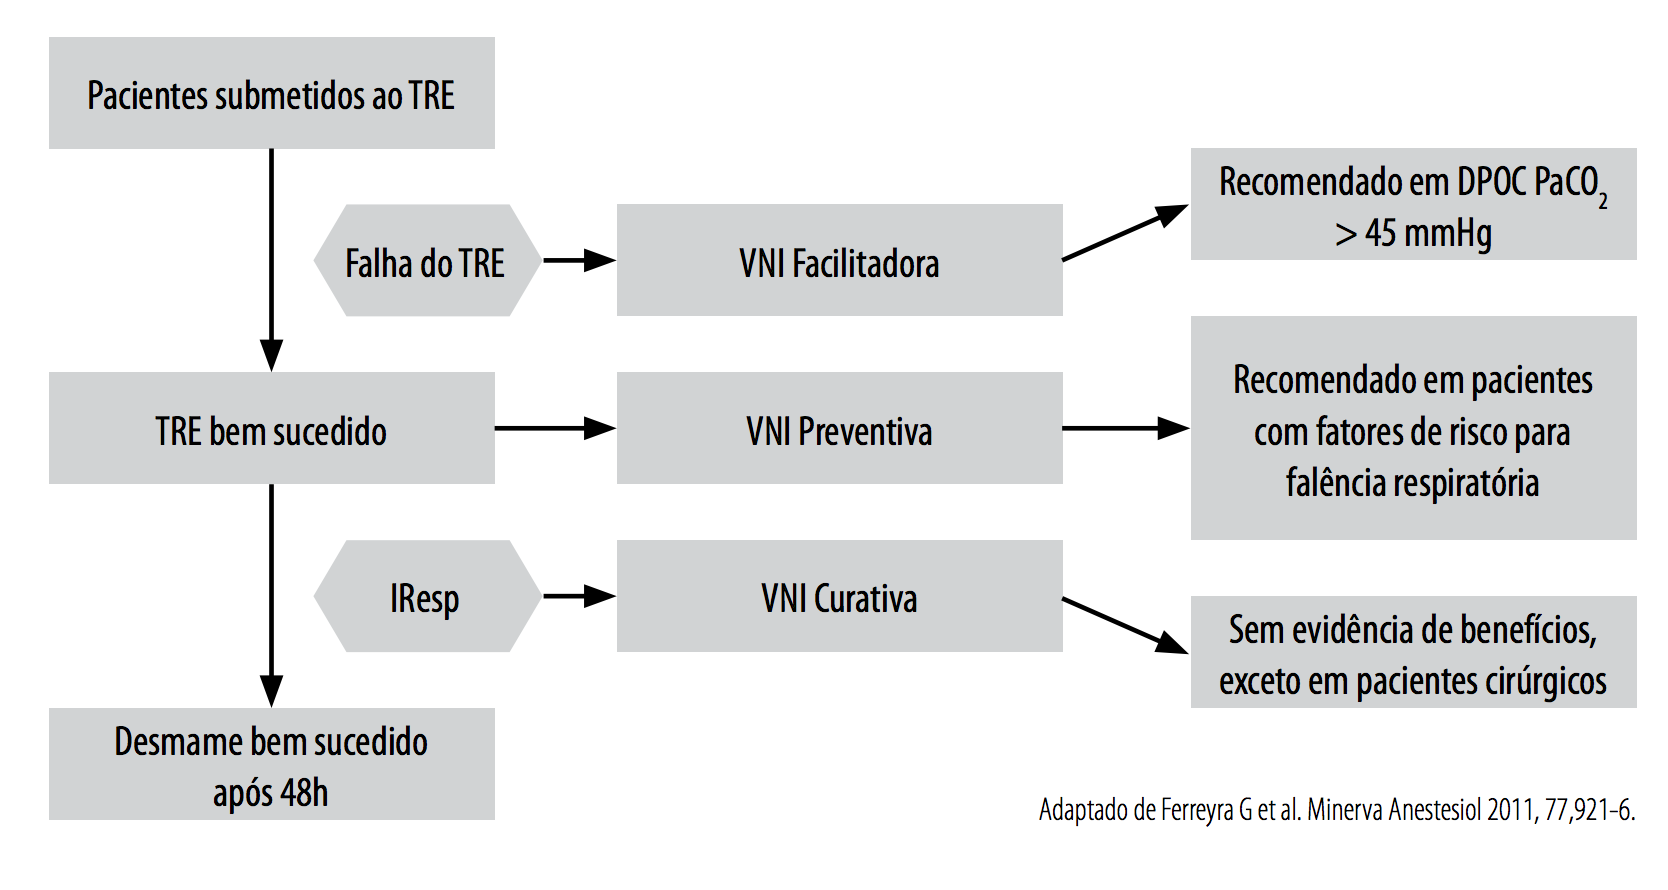 Pacientes submetidos ao TRE
Falha do TRE
VNI Facilitadora
Recomendado em DPOC PaCO₂
> 45 mmHg
TRE bem sucedido
VNI Preventiva
Recomendado em pacientes
com fatores de risco para
falência respiratória
IResp
VNI Curativa
Sem evidência de benefícios,
exceto em pacientes cirúrgicos
Desmame bem sucedido
após 48h
Adaptado de Ferreyra G et al. Minerva Anestesiol 2011, 77,921-6.